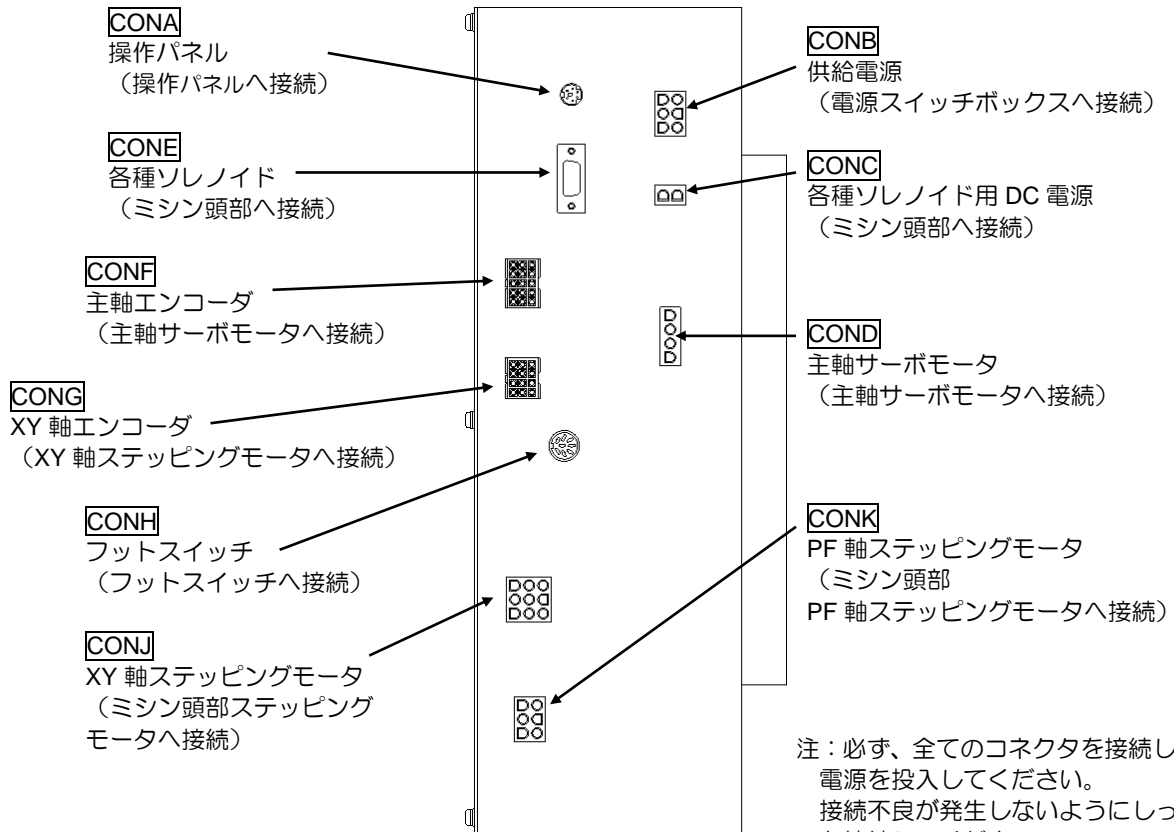 CONA
操作パネル
（操作パネルへ接続）
CONE
各種ソレノイド
（ミシン頭部へ接続）
CONF
主軸エンコーダ
（主軸サーボモータへ接続）
CONG
XY 軸エンコーダ
（XY 軸ステッピングモータへ接続）
CONH
フットスイッチ
（フットスイッチへ接続）
CONJ
XY 軸ステッピングモータ
（ミシン頭部ステッピング
モータへ接続）
CONB
供給電源
（電源スイッチボックスへ接続）
CONC
各種ソレノイド用 DC 電源
（ミシン頭部へ接続）
COND
主軸サーボモータ
（主軸サーボモータへ接続）
CONK
PF 軸ステッピングモータ
（ミシン頭部
PF 軸ステッピングモータへ接続）
注：必ず、全てのコネクタを接続し
電源を投入してください。
接続不良が発生しないようにしっ